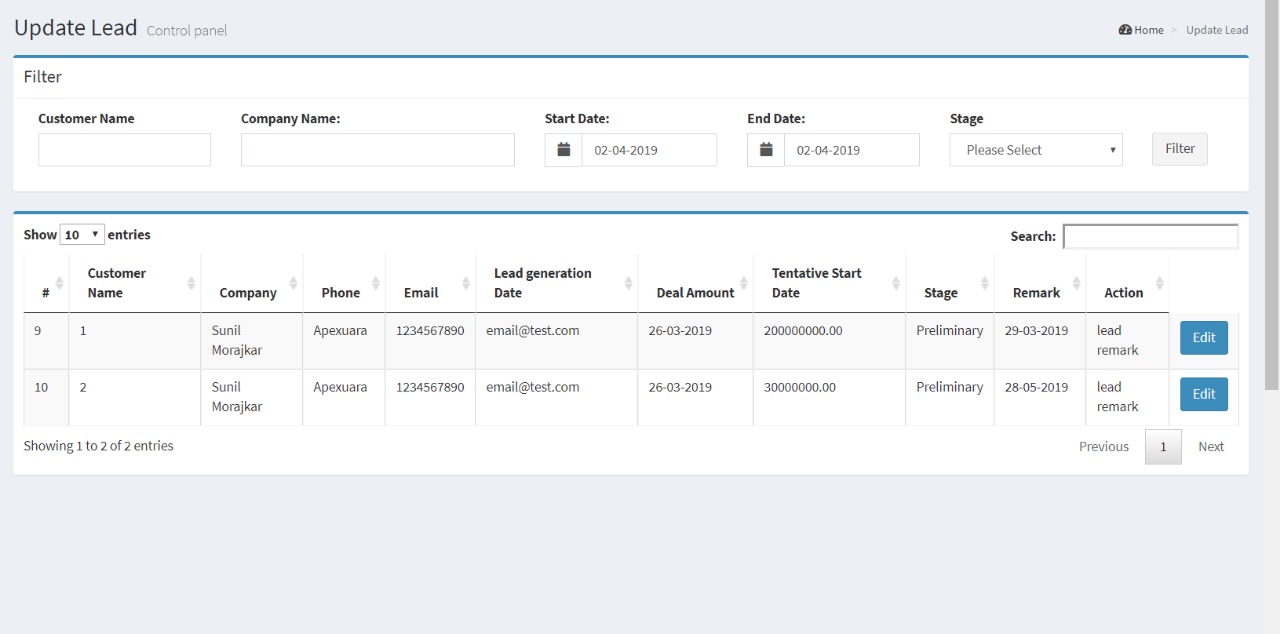 Update Lead Control panel
Home > Update Lead
Filter
Customer Name Company Name: Start Date: End Date: Stage
02-04-2019 02-04-2019 Please Select Filter
Show 10 entries Search:
# Customer Name Company Phone Email Lead generation Date Deal Amount Tentative Start Date Stage Remark Action
9 1 Sunil Morajkar Apexuara 1234567890 email@test.com 26-03-2019 200000000.00 Preliminary 29-03-2019 lead remark Edit
10 2 Sunil Morajkar Apexuara 1234567890 email@test.com 26-03-2019 30000000.00 Preliminary 28-05-2019 lead remark Edit
Showing 1 to 2 of 2 entries Previous 1 Next